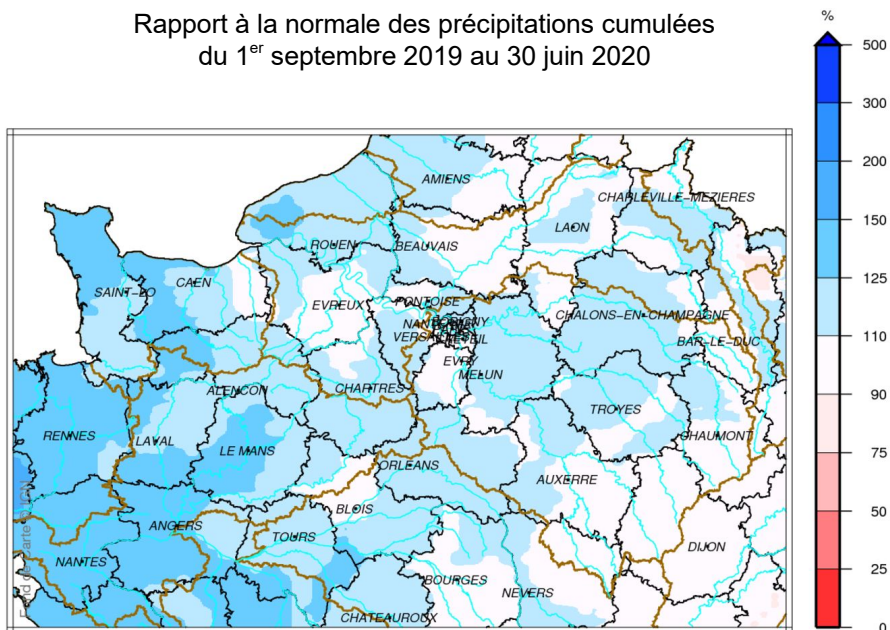 Rapport à la normale des précipitations cumulées
du 1er septembre 2019 au 30 juin 2020
%
500
300
200
150
125
110
90
75
50
25
0
AMIENS
CHARLEVILLE-MEZIERES
LAON
ROUEN
BEAUVAIS
CAEN
SAINT-LO
EVREUX
PONTOISE
CHALONS-EN-CHAMPAGNE
BAR-LE-DUC
EVRY
MELUN
ALENCON
CHARTRES
TROYES
RENNES
LAVAL
LE MANS
CHAUMONT
ORLEANS
AUXERRE
BLOIS
ANGERS
TOURS
DIJON
NANTES
BOURGES
NEVERS
CHATEAUROUX